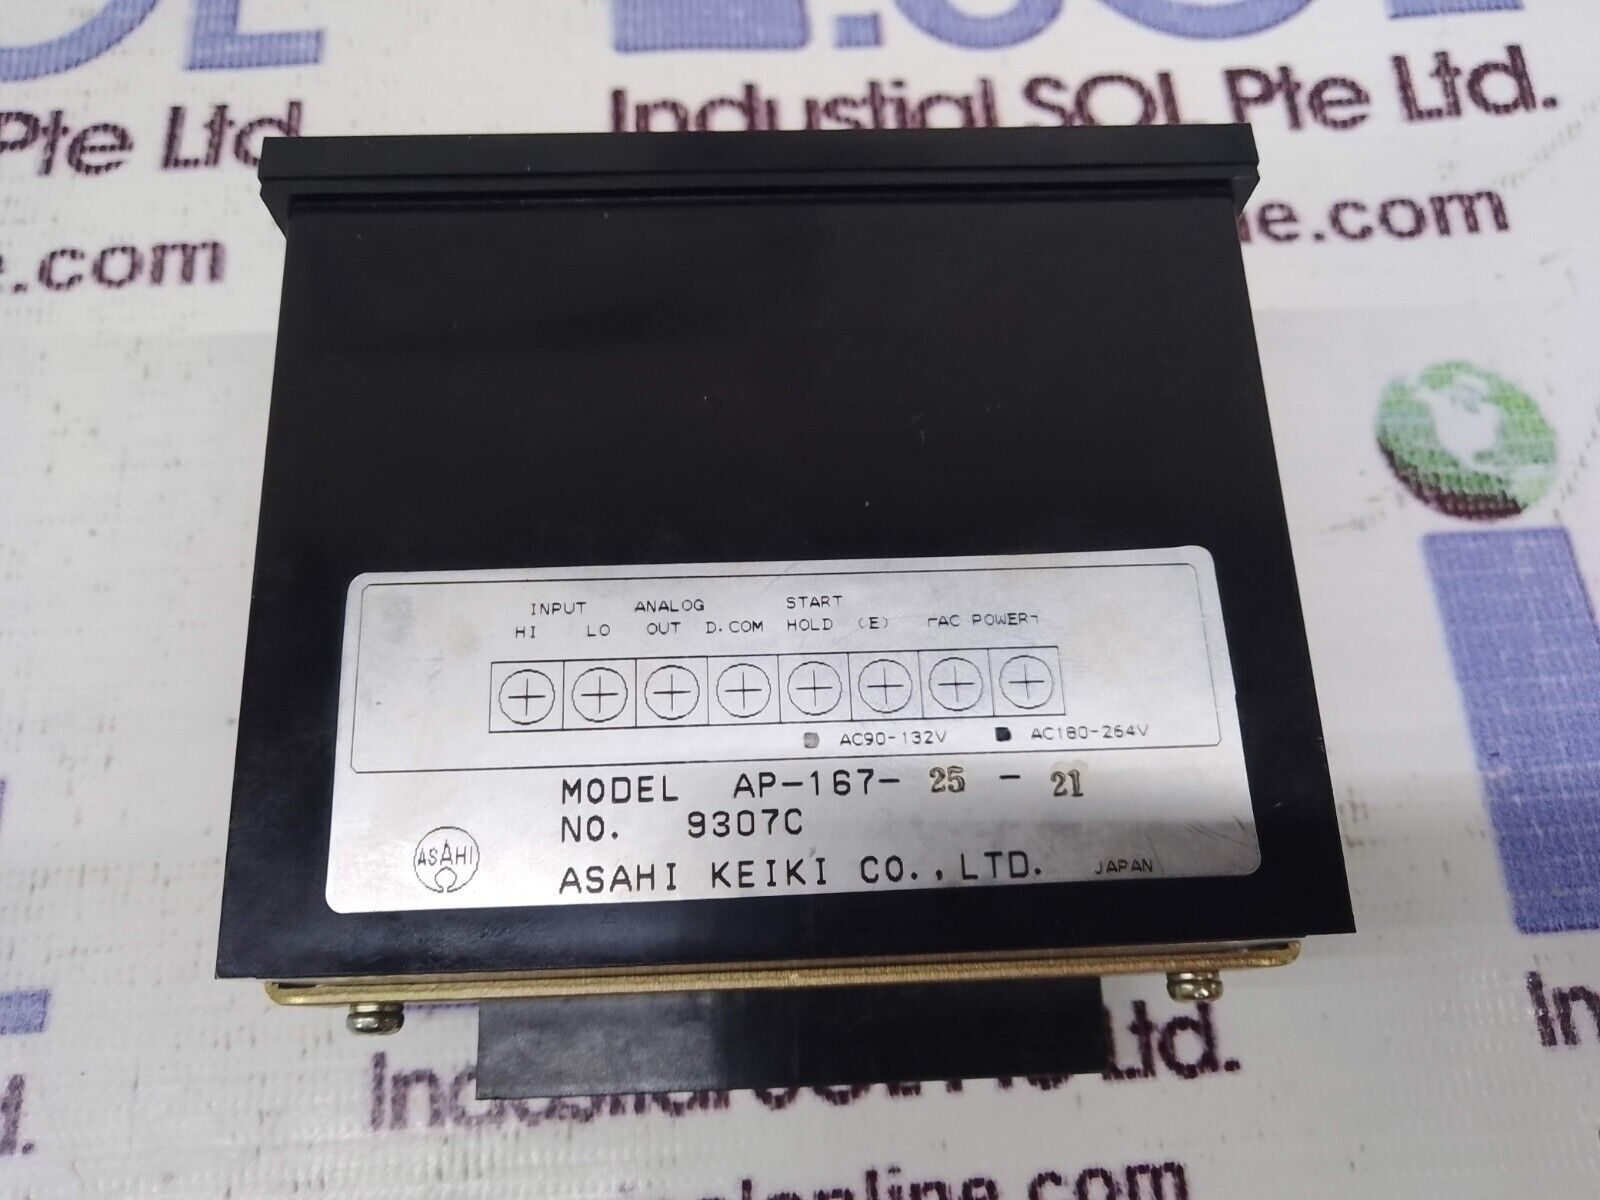 Industrial SOL Pte Ltd.
Pte Ltd
ine.com
e.com
INPUT ANALOG START
HI LO OUT D.COM HOLD (E) ┌AC POWER┐
AC90-132V AC180-264V
MODEL AP-167- 25 - 21
NO. 9307C
ASAHI
ASAHI KEIKI CO.,LTD. JAPAN
Ltd.